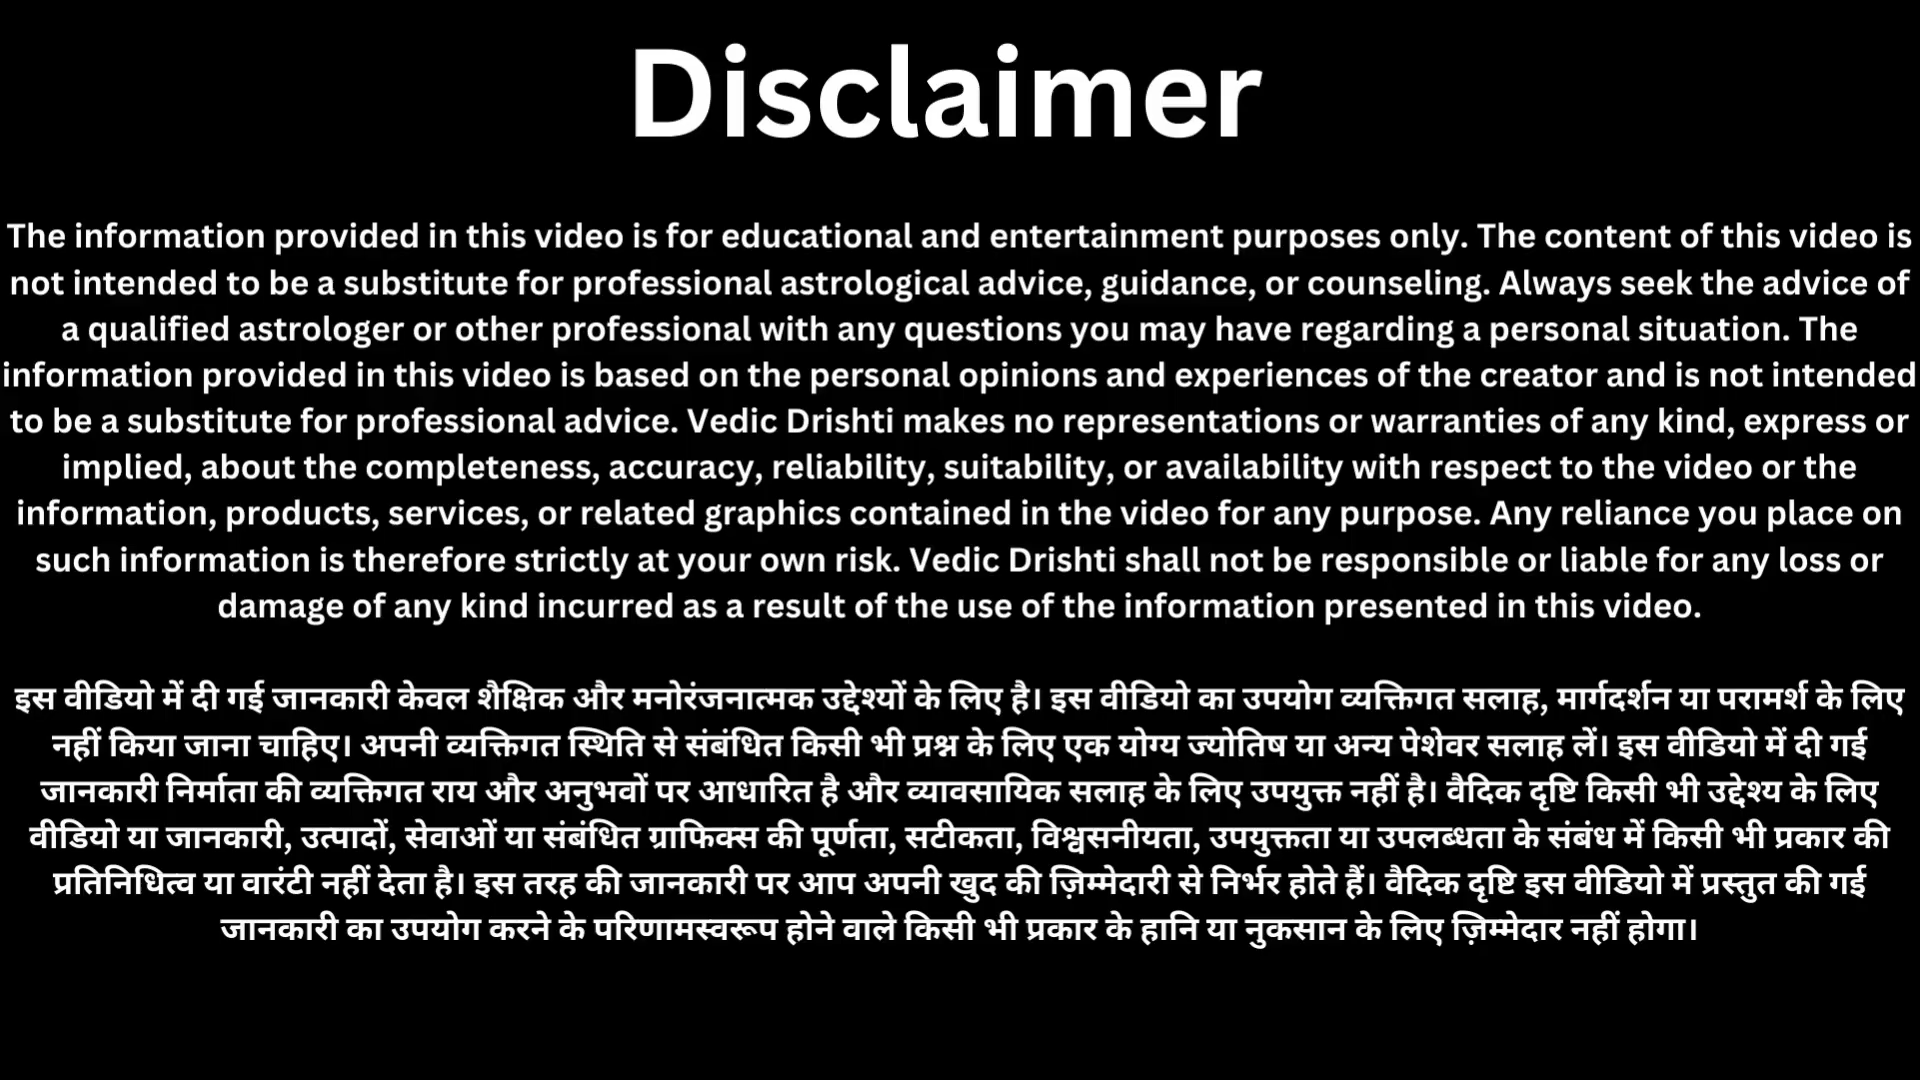 Disclaimer
The information provided in this video is for educational and entertainment purposes only. The content of this video is
not intended to be a substitute for professional astrological advice, guidance, or counseling. Always seek the advice of
a qualified astrologer or other professional with any questions you may have regarding a personal situation. The
information provided in this video is based on the personal opinions and experiences of the creator and is not intended
to be a substitute for professional advice. Vedic Drishti makes no representations or warranties of any kind, express or
implied, about the completeness, accuracy, reliability, suitability, or availability with respect to the video or the
information, products, services, or related graphics contained in the video for any purpose. Any reliance you place on
such information is therefore strictly at your own risk. Vedic Drishti shall not be responsible or liable for any loss or
damage of any kind incurred as a result of the use of the information presented in this video.
इस वीडियो में दी गई जानकारी केवल शैक्षिक और मनोरंजनात्मक उद्देश्यों के लिए है। इस वीडियो का उपयोग व्यक्तिगत सलाह, मार्गदर्शन या परामर्श के लिए
नहीं किया जाना चाहिए। अपनी व्यक्तिगत स्थिति से संबंधित किसी भी प्रश्न के लिए एक योग्य ज्योतिष या अन्य पेशेवर सलाह लें। इस वीडियो में दी गई
जानकारी निर्माता की व्यक्तिगत राय और अनुभवों पर आधारित है और व्यावसायिक सलाह के लिए उपयुक्त नहीं है। वैदिक दृष्टि किसी भी उद्देश्य के लिए
वीडियो या जानकारी, उत्पादों, सेवाओं या संबंधित ग्राफिक्स की पूर्णता, सटीकता, विश्वसनीयता, उपयुक्तता या उपलब्धता के संबंध में किसी भी प्रकार की
प्रतिनिधित्व या वारंटी नहीं देता है। इस तरह की जानकारी पर आप अपनी खुद की ज़िम्मेदारी से निर्भर होते हैं। वैदिक दृष्टि इस वीडियो में प्रस्तुत की गई
जानकारी का उपयोग करने के परिणामस्वरूप होने वाले किसी भी प्रकार के हानि या नुकसान के लिए ज़िम्मेदार नहीं होगा।